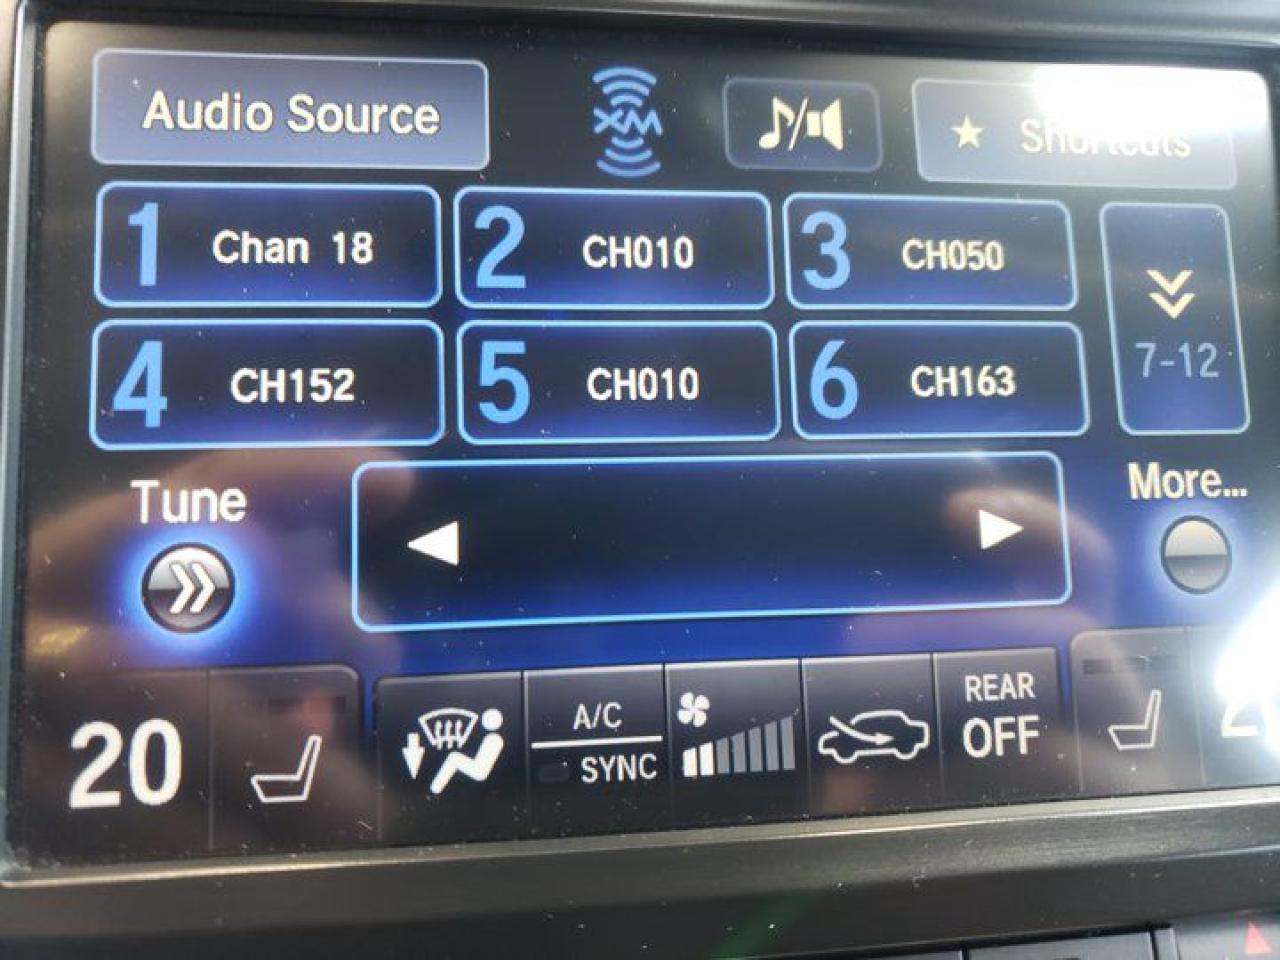 Audio Source
XM
Shortcuts
1 Chan 18
2 CH010
3 CH050
4 CH152
5 CH010
6 CH163
7-12
Tune
More...
20
A/C
SYNC
REAR
OFF